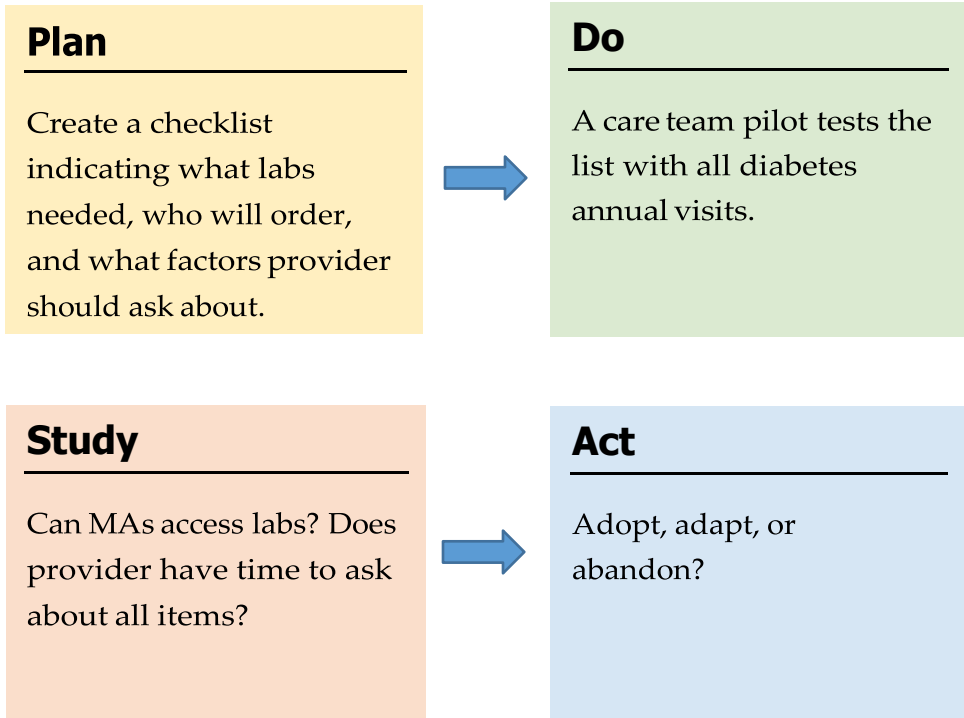 Plan
Create a checklist
indicating what labs
needed, who will order,
and what factors provider
should ask about.
Do
A care team pilot tests the
list with all diabetes
annual visits.
Study
Can MAs access labs? Does
provider have time to ask
about all items?
Act
Adopt, adapt, or
abandon?